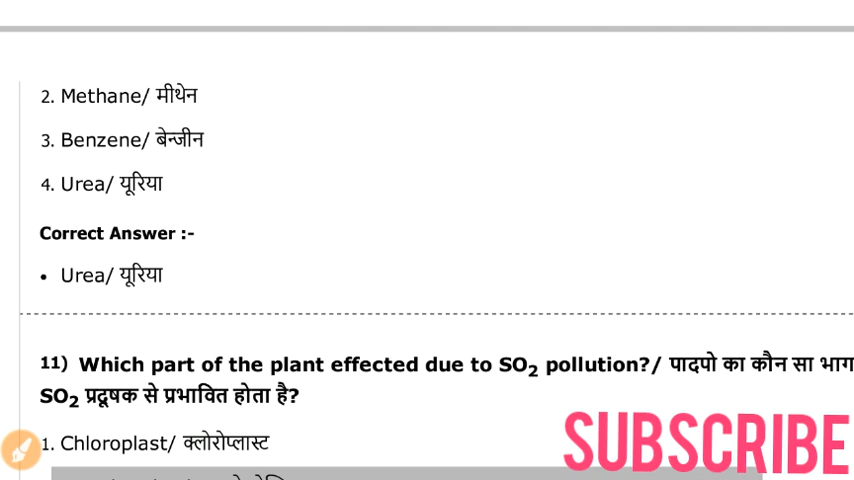 2. Methane/ मीथेन
3. Benzene/ बेन्जीन
4. Urea/ यूरिया
Correct Answer :-
• Urea/ यूरिया
11) Which part of the plant effected due to SO₂ pollution?/ पादपो का कौन सा भाग
SO₂ प्रदूषक से प्रभावित होता है?
1. Chloroplast/ क्लोरोप्लास्ट
SUBSCRIBE